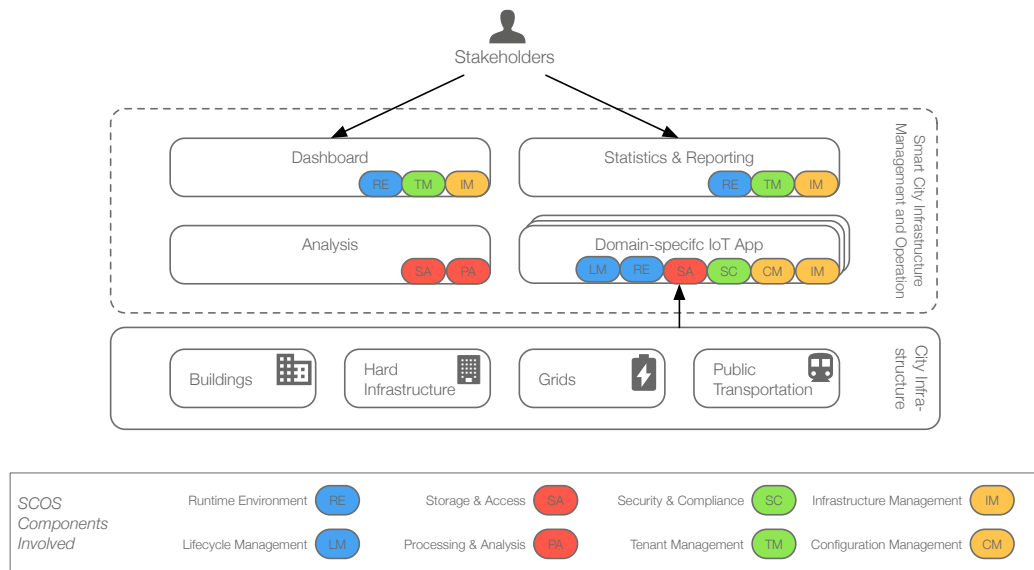 Stakeholders
Smart City Infrastructure
Management and Operation
Dashboard
RE TM IM
Statistics & Reporting
RE TM IM
Analysis
SA PA
Domain-specifc IoT App
LM RE SA SC CM IM
City Infra-
structure
Buildings
Hard
Infrastructure
Grids
Public
Transportation
SCOS
Components
Involved
Runtime Environment RE
Storage & Access SA
Security & Compliance SC
Infrastructure Management IM
Lifecycle Management LM
Processing & Analysis PA
Tenant Management TM
Configuration Management CM